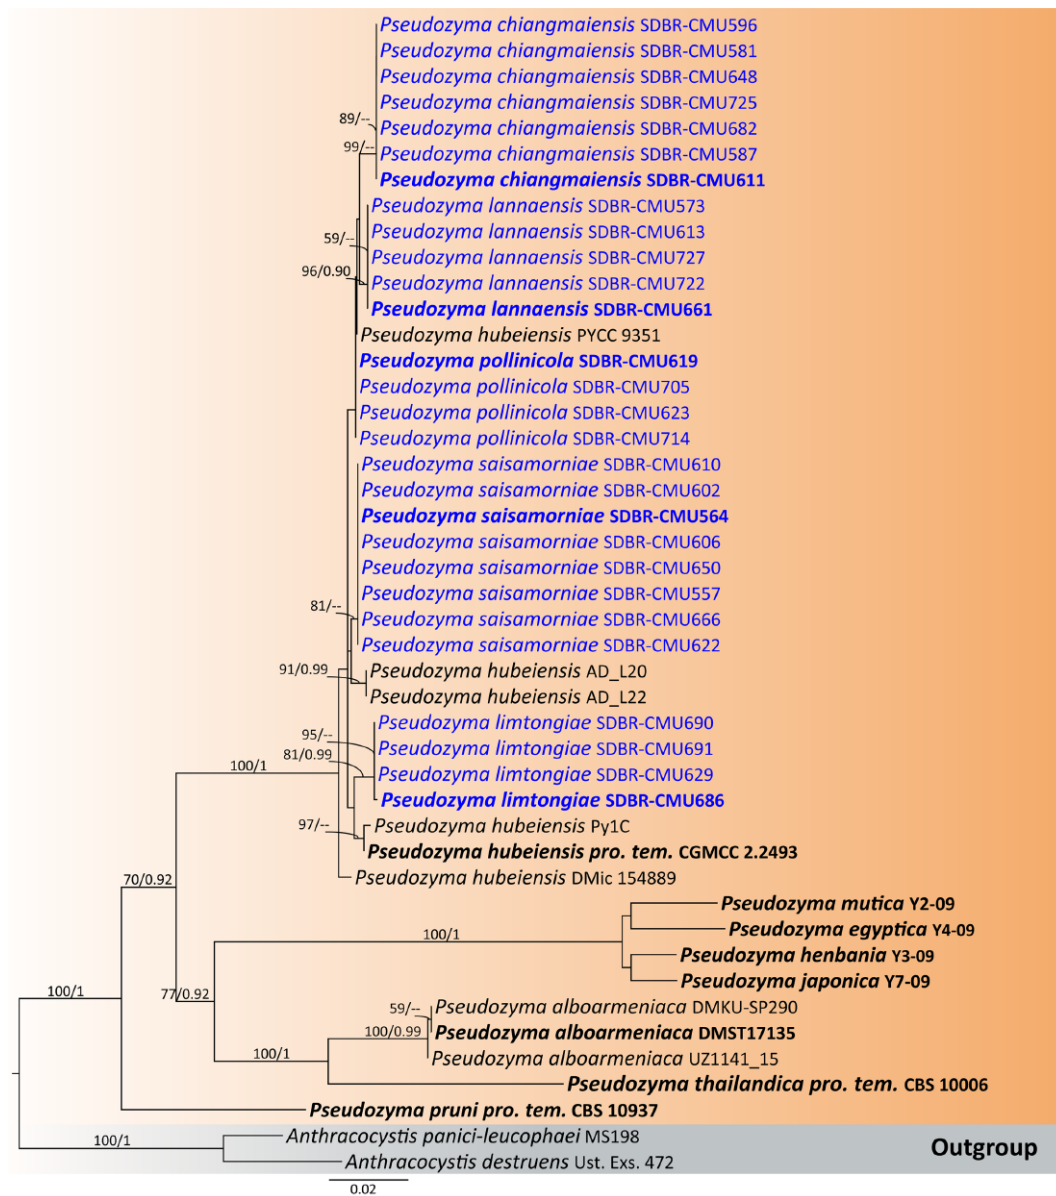 Pseudozyma chiangmaiensis SDBR-CMU596
Pseudozyma chiangmaiensis SDBR-CMU581
Pseudozyma chiangmaiensis SDBR-CMU648
Pseudozyma chiangmaiensis SDBR-CMU725
89/--
Pseudozyma chiangmaiensis SDBR-CMU682
99/--
Pseudozyma chiangmaiensis SDBR-CMU587
Pseudozyma chiangmaiensis SDBR-CMU611
Pseudozyma lannaensis SDBR-CMU573
59/--
Pseudozyma lannaensis SDBR-CMU613
Pseudozyma lannaensis SDBR-CMU727
96/0.90
Pseudozyma lannaensis SDBR-CMU722
Pseudozyma lannaensis SDBR-CMU661
Pseudozyma hubeiensis PYCC 9351
Pseudozyma pollinicola SDBR-CMU619
Pseudozyma pollinicola SDBR-CMU705
Pseudozyma pollinicola SDBR-CMU623
Pseudozyma pollinicola SDBR-CMU714
Pseudozyma saisamorniae SDBR-CMU610
Pseudozyma saisamorniae SDBR-CMU602
Pseudozyma saisamorniae SDBR-CMU564
Pseudozyma saisamorniae SDBR-CMU606
Pseudozyma saisamorniae SDBR-CMU650
Pseudozyma saisamorniae SDBR-CMU557
81/--
Pseudozyma saisamorniae SDBR-CMU666
Pseudozyma saisamorniae SDBR-CMU622
91/0.99
Pseudozyma hubeiensis AD_L20
Pseudozyma hubeiensis AD_L22
Pseudozyma limtongiae SDBR-CMU690
95/--
Pseudozyma limtongiae SDBR-CMU691
81/0.99
100/1
Pseudozyma limtongiae SDBR-CMU629
Pseudozyma limtongiae SDBR-CMU686
97/--
Pseudozyma hubeiensis Py1C
Pseudozyma hubeiensis pro. tem. CGMCC 2.2493
Pseudozyma hubeiensis DMic 154889
70/0.92
Pseudozyma mutica Y2-09
Pseudozyma egyptica Y4-09
100/1
Pseudozyma henbania Y3-09
77/0.92
Pseudozyma japonica Y7-09
100/1
59/--
Pseudozyma alboarmeniaca DMKU-SP290
100/0.99
Pseudozyma alboarmeniaca DMST17135
100/1
Pseudozyma alboarmeniaca UZ1141_15
Pseudozyma thailandica pro. tem. CBS 10006
Pseudozyma pruni pro. tem. CBS 10937
100/1
Anthracocystis panici-leucophaei MS198
Outgroup
Anthracocystis destruens Ust. Exs. 472
0.02